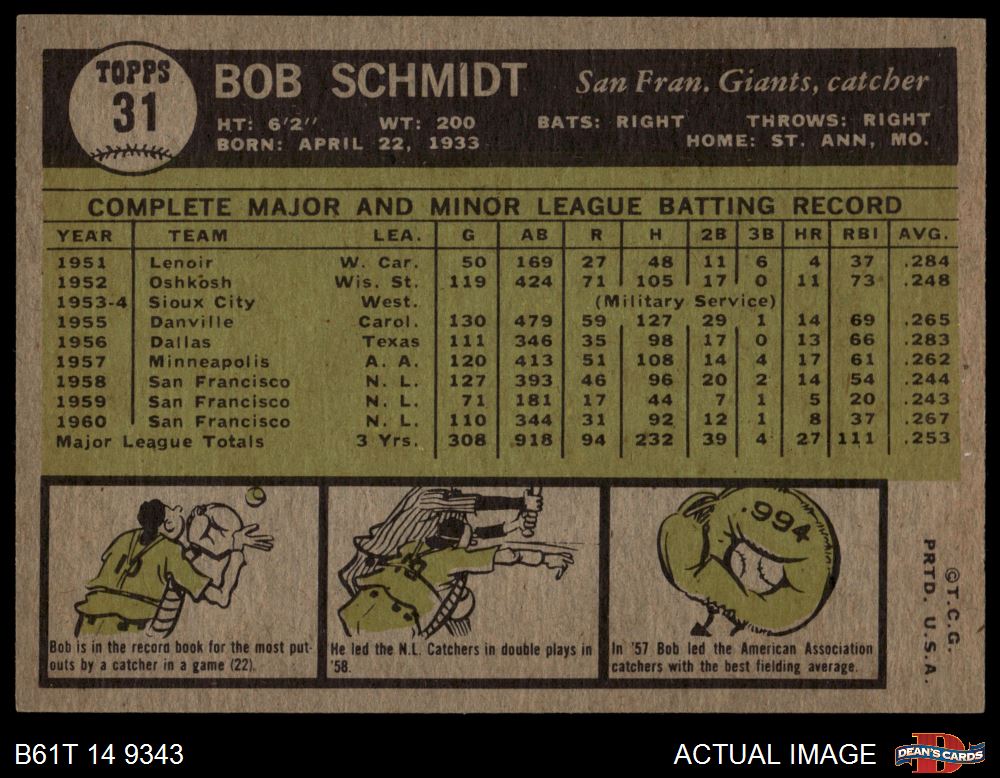 TOPPS
31
BOB SCHMIDT San Fran. Giants, catcher
HT: 6'2" WT: 200 BATS: RIGHT THROWS: RIGHT
BORN: APRIL 22, 1933 HOME: ST. ANN, MO.
COMPLETE MAJOR AND MINOR LEAGUE BATTING RECORD
YEAR TEAM LEA. G AB R H 2B 3B HR RBI AVG.
1951 Lenoir W. Car. 50 169 27 48 11 6 4 37 .284
1952 Oshkosh Wis. St. 119 424 71 105 17 0 11 73 .248
1953-4 Sioux City West. (Military Service)
1955 Danville Carol. 130 479 59 127 29 1 14 69 .265
1956 Dallas Texas 111 346 35 98 17 0 13 66 .283
1957 Minneapolis A. A. 120 413 51 108 14 4 17 61 .262
1958 San Francisco N. L. 127 393 46 96 20 2 14 54 .244
1959 San Francisco N. L. 71 181 17 44 7 1 5 20 .243
1960 San Francisco N. L. 110 344 31 92 12 1 8 37 .267
Major League Totals 3 Yrs. 308 918 94 232 39 4 27 111 .253
13
Bob is in the record book for the most put-
outs by a catcher in a game (22).
13
He led the N.L. Catchers in double plays in
'58.
.994
In '57 Bob led the American Association
catchers with the best fielding average.
©T.C.G.
PRTD. U.S.A.
B61T 14 9343 ACTUAL IMAGE
D
DEAN'S CARDS